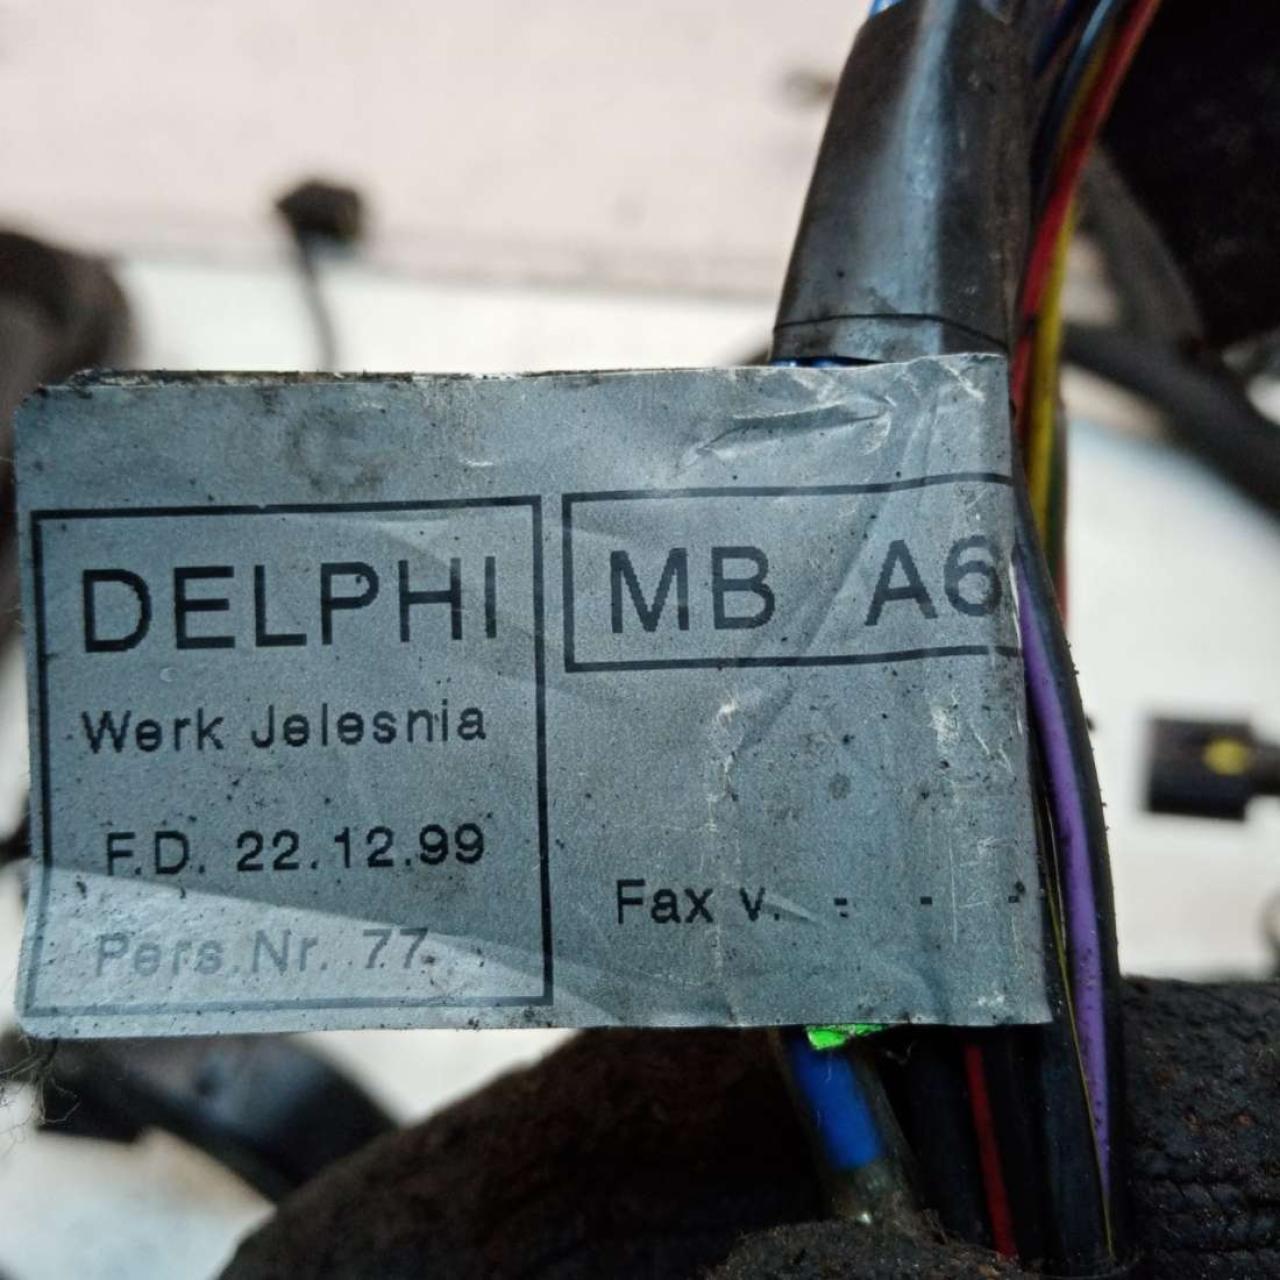 DELPHI
Werk Jelesnia
F.D. 22.12.99
Pers.Nr. 77
MB A6
Fax v. - - -